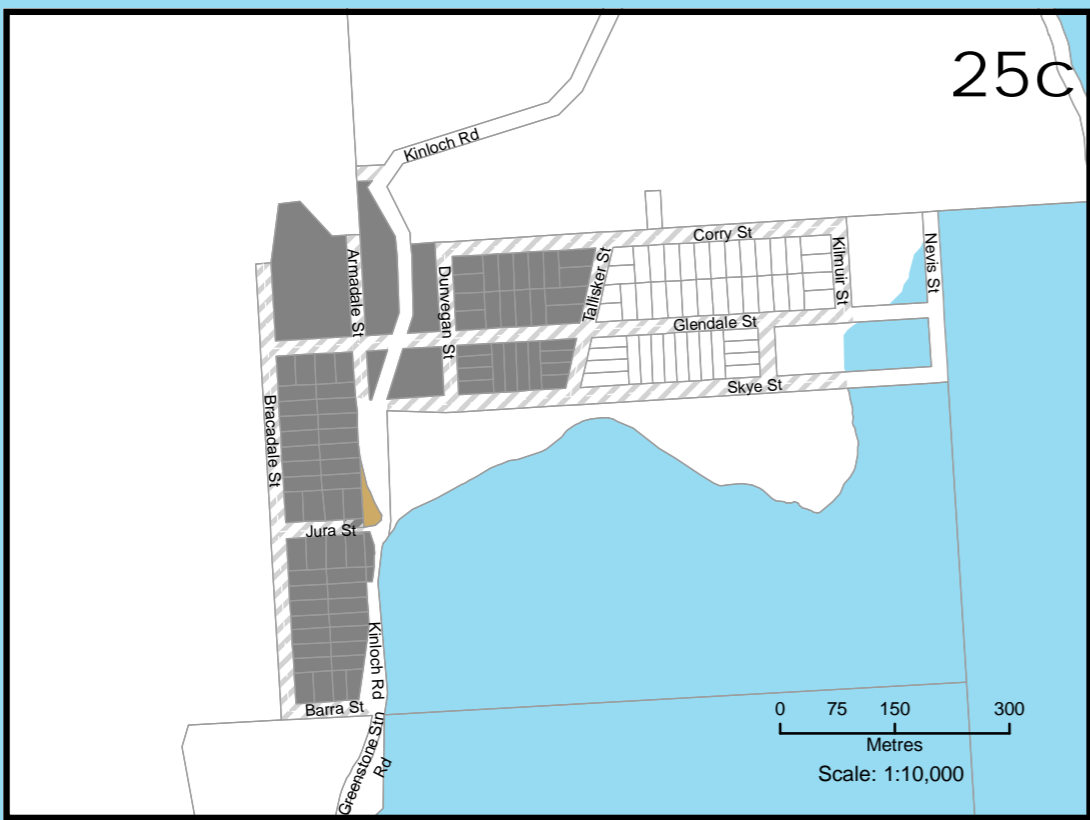 25c
Kinloch Rd
Corry St
Kilmuir St
Nevis St
Armadale St
Dunvegan St
Tallisker St
Glendale St
Skye St
Bracadale St
Jura St
Kinloch Rd
Barra St
Greenstone Stn
Rd
0 75 150 300
Metres
Scale: 1:10,000